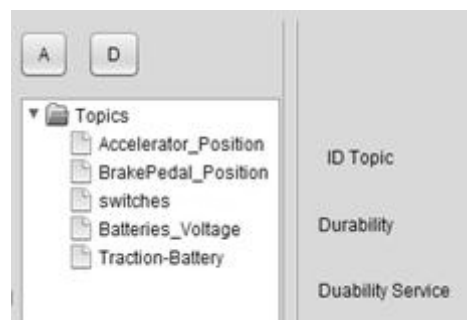 A D
Topics
Accelerator_Position
BrakePedal_Position
switches
Batteries_Voltage
Traction-Battery
ID Topic
Durability
Duability Service